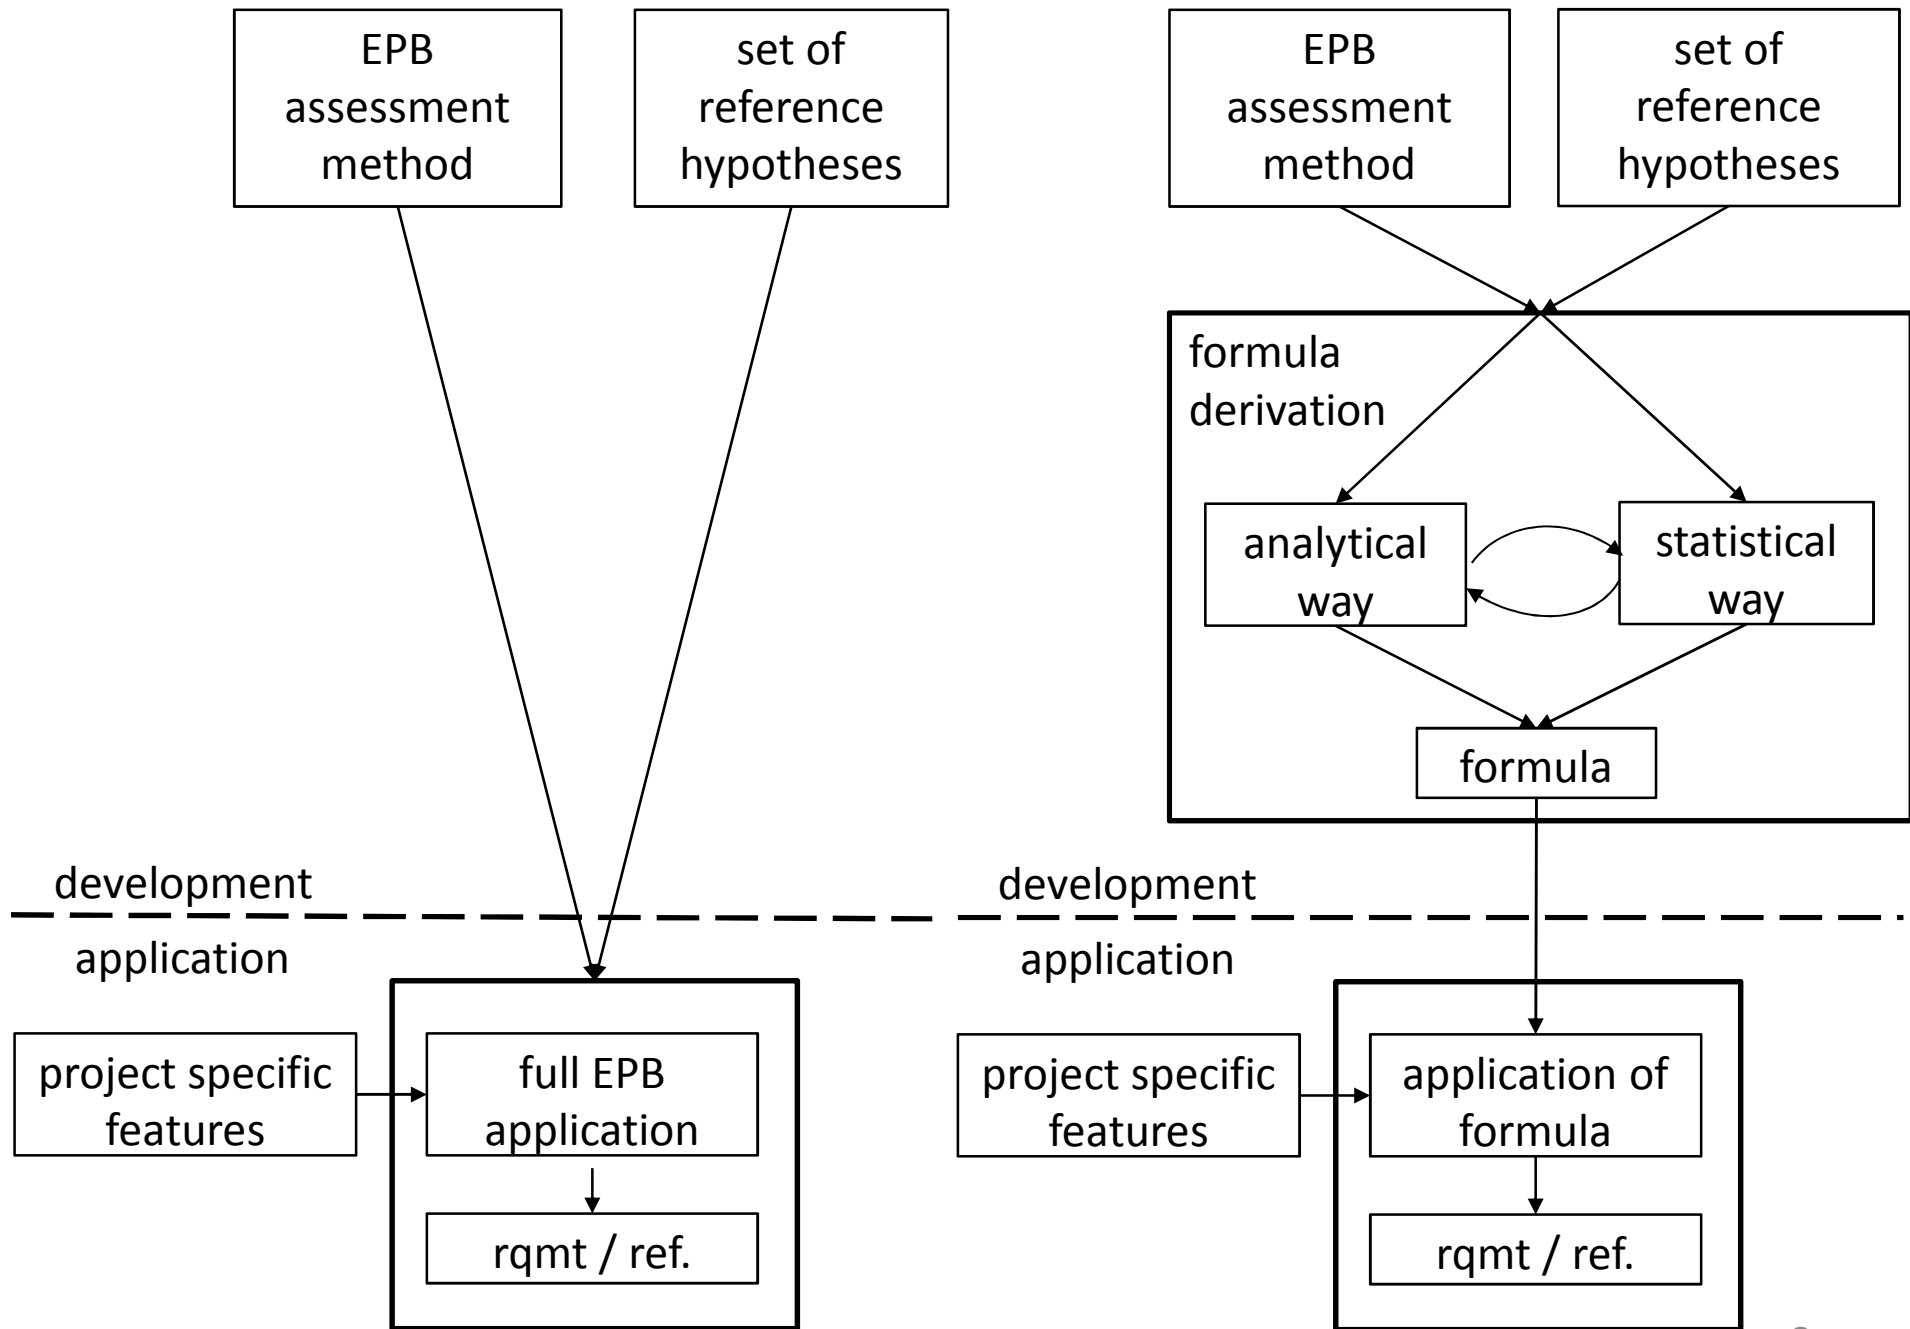 EPB
assessment
method
set of
reference
hypotheses
development
application
project specific
features
full EPB
application
rqmt / ref.
EPB
assessment
method
set of
reference
hypotheses
formula
derivation
analytical
way
statistical
way
formula
development
application
project specific
features
application of
formula
rqmt / ref.